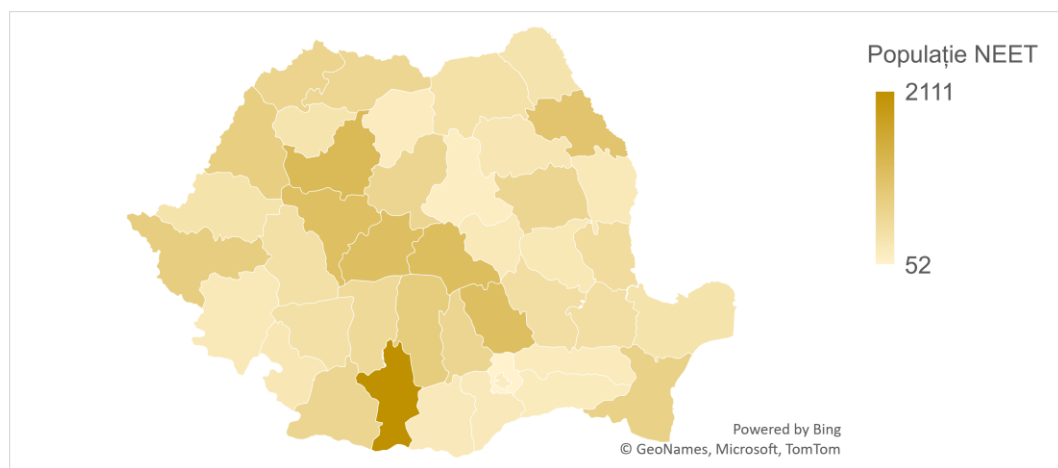 Populație NEET
2111
52
Powered by Bing
© GeoNames, Microsoft, TomTom